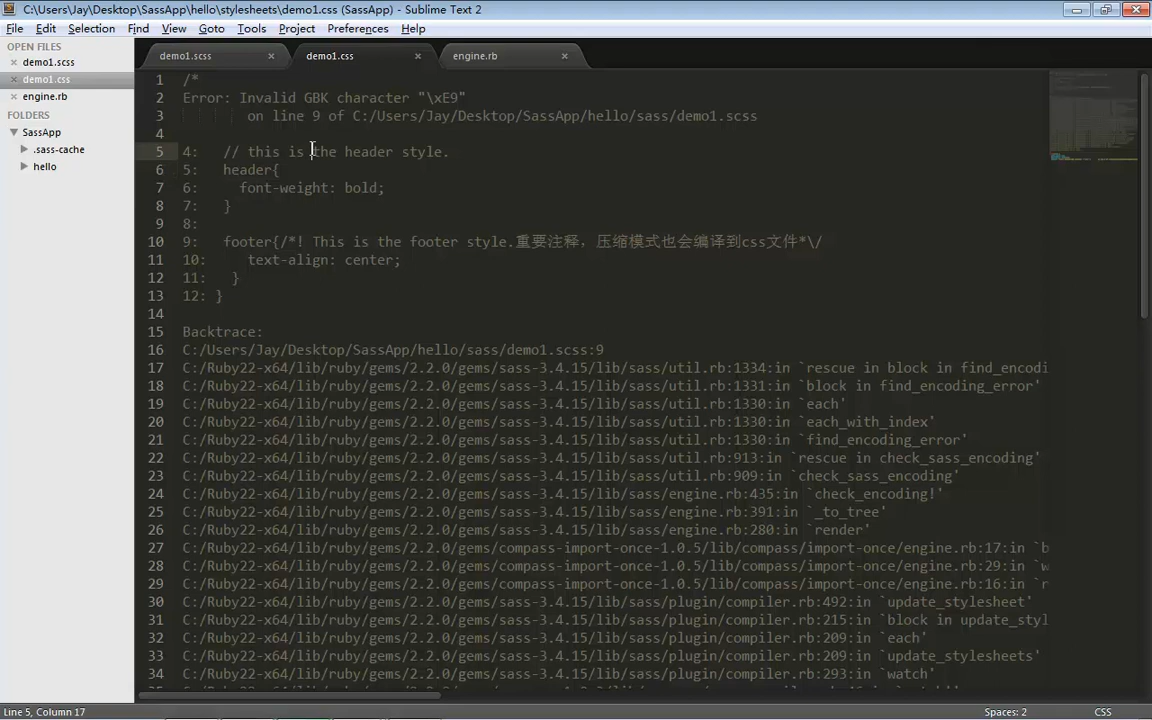 C:\Users\Jay\Desktop\SassApp\hello\stylesheets\demo1.css (SassApp) - Sublime Text 2
File Edit Selection Find View Goto Tools Project Preferences Help
OPEN FILES
demo1.scss
demo1.css
engine.rb
FOLDERS
SassApp
.sass-cache
hello
demo1.scss demo1.css engine.rb
1 /*
2 Error: Invalid GBK character "\xE9"
3 on line 9 of C:/Users/Jay/Desktop/SassApp/hello/sass/demo1.scss
4
5 4: // this is the header style.
6 5: header{
7 6: font-weight: bold;
8 7: }
9 8:
10 9: footer{/*! This is the footer style.重要注释，压缩模式也会编译到css文件*\/
11 10: text-align: center;
12 11: }
13 12: }
14
15 Backtrace:
16 C:/Users/Jay/Desktop/SassApp/hello/sass/demo1.scss:9
17 C:/Ruby22-x64/lib/ruby/gems/2.2.0/gems/sass-3.4.15/lib/sass/util.rb:1334:in `rescue in block in find_encodi
18 C:/Ruby22-x64/lib/ruby/gems/2.2.0/gems/sass-3.4.15/lib/sass/util.rb:1331:in `block in find_encoding_error'
19 C:/Ruby22-x64/lib/ruby/gems/2.2.0/gems/sass-3.4.15/lib/sass/util.rb:1330:in `each'
20 C:/Ruby22-x64/lib/ruby/gems/2.2.0/gems/sass-3.4.15/lib/sass/util.rb:1330:in `each_with_index'
21 C:/Ruby22-x64/lib/ruby/gems/2.2.0/gems/sass-3.4.15/lib/sass/util.rb:1330:in `find_encoding_error'
22 C:/Ruby22-x64/lib/ruby/gems/2.2.0/gems/sass-3.4.15/lib/sass/util.rb:913:in `rescue in check_sass_encoding'
23 C:/Ruby22-x64/lib/ruby/gems/2.2.0/gems/sass-3.4.15/lib/sass/util.rb:909:in `check_sass_encoding'
24 C:/Ruby22-x64/lib/ruby/gems/2.2.0/gems/sass-3.4.15/lib/sass/engine.rb:435:in `check_encoding!'
25 C:/Ruby22-x64/lib/ruby/gems/2.2.0/gems/sass-3.4.15/lib/sass/engine.rb:391:in `_to_tree'
26 C:/Ruby22-x64/lib/ruby/gems/2.2.0/gems/sass-3.4.15/lib/sass/engine.rb:280:in `render'
27 C:/Ruby22-x64/lib/ruby/gems/2.2.0/gems/compass-import-once-1.0.5/lib/compass/import-once/engine.rb:17:in `b
28 C:/Ruby22-x64/lib/ruby/gems/2.2.0/gems/compass-import-once-1.0.5/lib/compass/import-once/engine.rb:29:in `w
29 C:/Ruby22-x64/lib/ruby/gems/2.2.0/gems/compass-import-once-1.0.5/lib/compass/import-once/engine.rb:16:in `r
30 C:/Ruby22-x64/lib/ruby/gems/2.2.0/gems/sass-3.4.15/lib/sass/plugin/compiler.rb:492:in `update_stylesheet'
31 C:/Ruby22-x64/lib/ruby/gems/2.2.0/gems/sass-3.4.15/lib/sass/plugin/compiler.rb:215:in `block in update_styl
32 C:/Ruby22-x64/lib/ruby/gems/2.2.0/gems/sass-3.4.15/lib/sass/plugin/compiler.rb:209:in `each'
33 C:/Ruby22-x64/lib/ruby/gems/2.2.0/gems/sass-3.4.15/lib/sass/plugin/compiler.rb:209:in `update_stylesheets'
34 C:/Ruby22-x64/lib/ruby/gems/2.2.0/gems/sass-3.4.15/lib/sass/plugin/compiler.rb:293:in `watch'
Line 5, Column 17 Spaces: 2 CSS